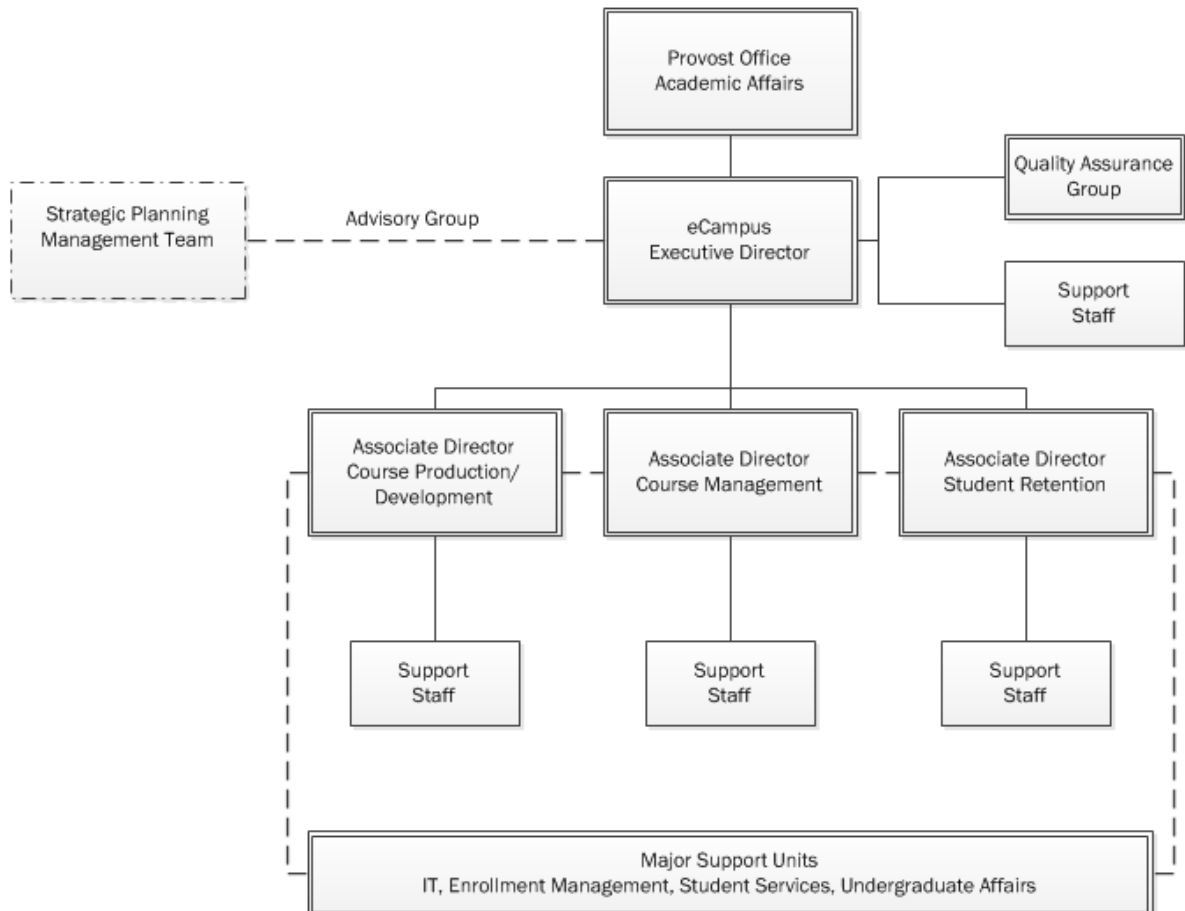 Provost Office
Academic Affairs
Quality Assurance
Group
Strategic Planning
Management Team
Advisory Group
eCampus
Executive Director
Support
Staff
Associate Director
Course Production/
Development
Associate Director
Course Management
Associate Director
Student Retention
Support
Staff
Support
Staff
Support
Staff
Major Support Units
IT, Enrollment Management, Student Services, Undergraduate Affairs